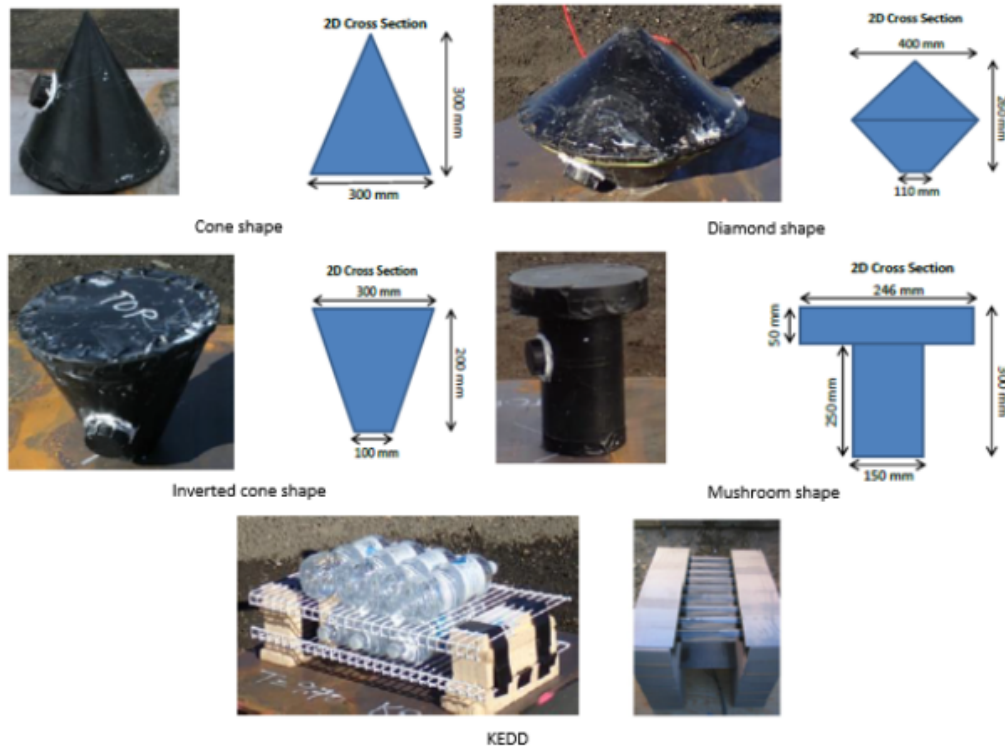 2D Cross Section
300 mm
300 mm
Cone shape
2D Cross Section
400 mm
260 mm
110 mm
Diamond shape
TOP
2D Cross Section
300 mm
200 mm
100 mm
Inverted cone shape
2D Cross Section
246 mm
50 mm
250 mm
300 mm
150 mm
Mushroom shape
KEDD